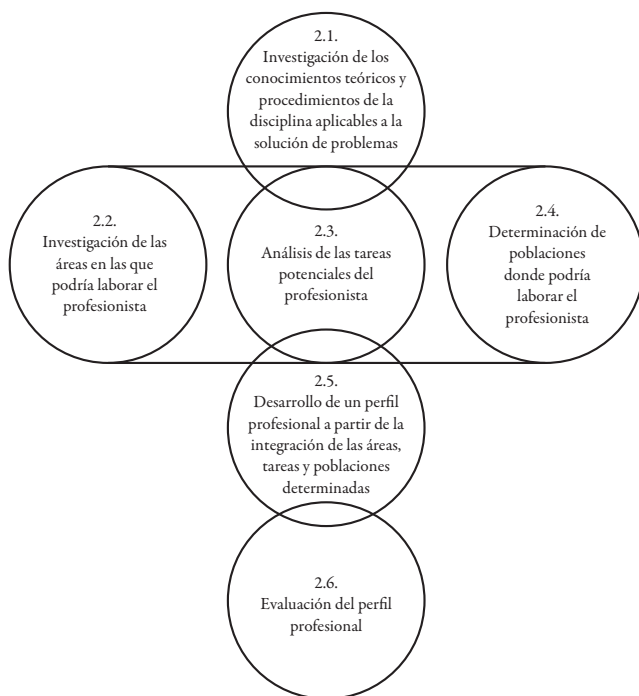 2.1.
Investigación de los
conocimientos teóricos y
procedimientos de la
disciplina aplicables a la
solución de problemas
2.2.
Investigación de las
áreas en las que
podría laborar el
profesionista
2.3.
Análisis de las tareas
potenciales del
profesionista
2.4.
Determinación de
poblaciones
donde podría
laborar el
profesionista
2.5.
Desarrollo de un perfil
profesional a partir de la
integración de las áreas,
tareas y poblaciones
determinadas
2.6.
Evaluación del perfil
profesional